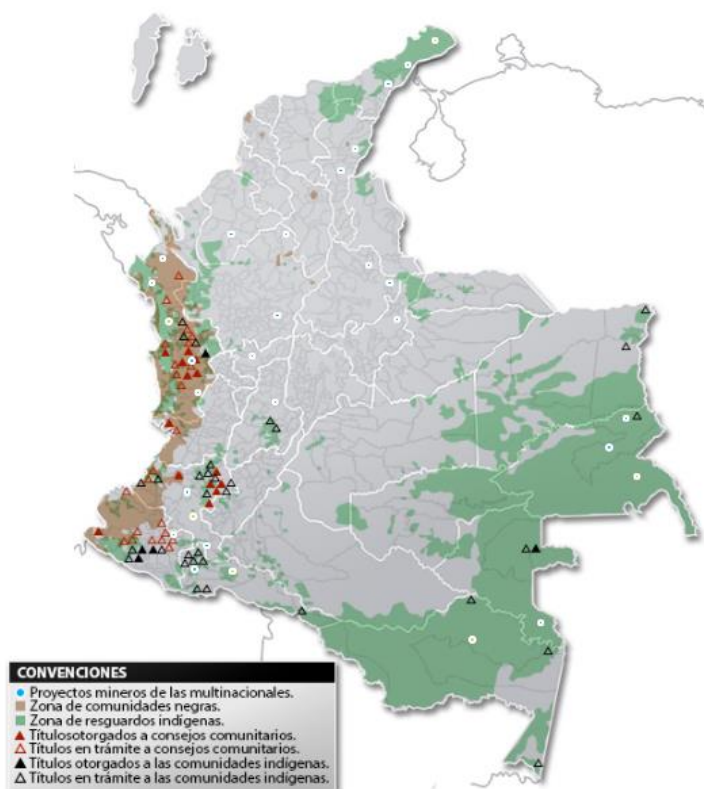 CONVENCIONES
Proyectos mineros de las multinacionales.
Zona de comunidades negras.
Zona de resguardos indígenas.
Títulosotorgados a consejos comunitarios.
Títulos en trámite a consejos comunitarios.
Títulos otorgados a las comunidades indígenas.
Títulos en trámite a las comunidades indígenas.